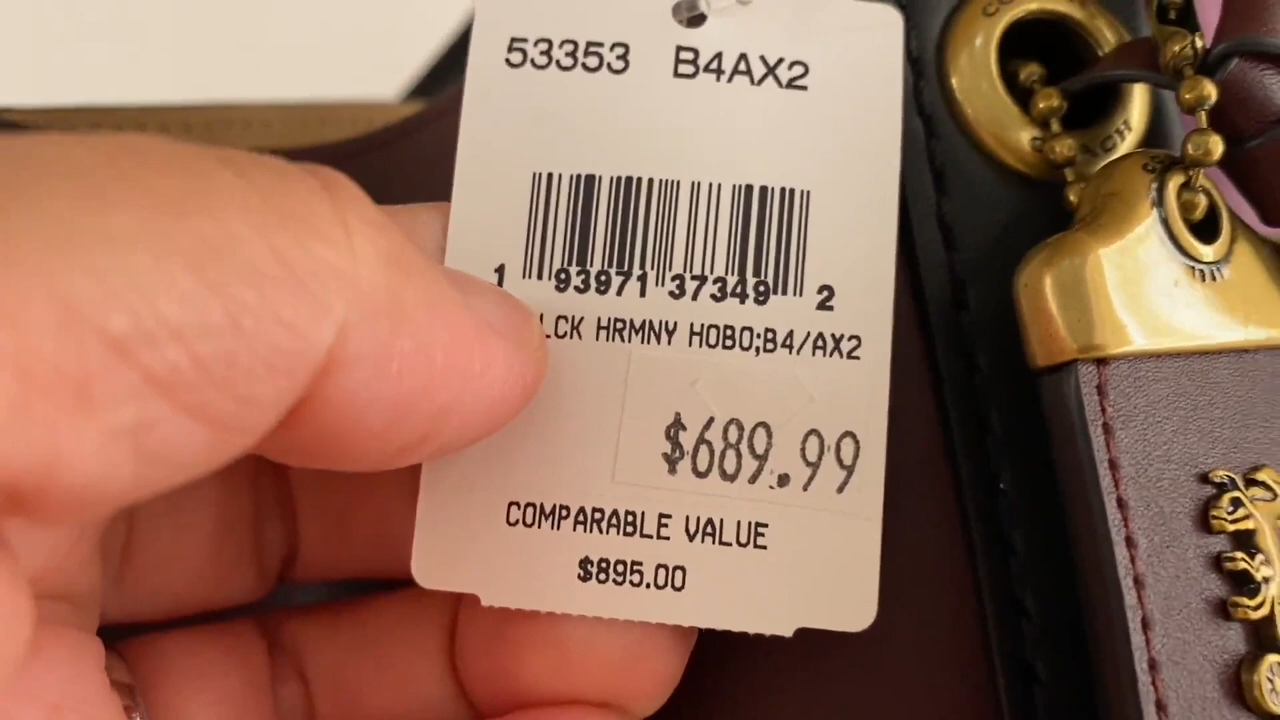 53353 B4AX2
1 93971 37349 2
LCK HRMNY HOBO;B4/AX2
$689.99
COMPARABLE VALUE
$895.00